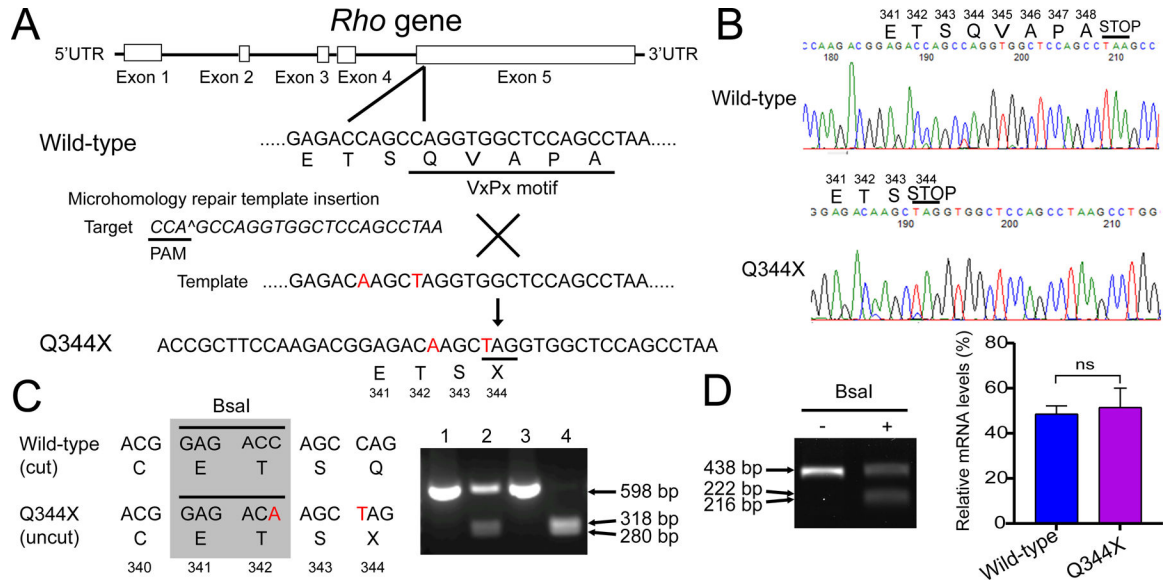 A
Rho gene
5'UTR
3'UTR
Exon 1
Exon 2
Exon 3
Exon 4
Exon 5
Wild-type
.....GAGACCAGCCAGGTGGCTCCAGCCTAA.....
E T S Q V A P A
VxPx motif
Microhomology repair template insertion
Target CCA^GCCAGGTGGCTCCAGCCTAA
PAM
Template .....GAGACAAGCTAGGTGGCTCCAGCCTAA.....
Q344X ACCGCTTCCAAGACGGAGACAAGCTAGGTGGCTCCAGCCTAA
E T S X
341 342 343 344
B
341 342 343 344 345 346 347 348
E T S Q V A P A STOP
CCAAGACGGAGACCAGCCAGGTGGCTCCAGCCTAAGCC
180 190 200 210
Wild-type
341 342 343 344
E T S STOP
GGAGACAAGCTAGGTGGCTCCAGCCTAAGCCTGG
190 200 210
Q344X
C
BsaI
Wild-type (cut)
ACG GAG ACC AGC CAG
C E T S Q
Q344X (uncut)
ACG GAG ACA AGC TAG
C E T S X
340 341 342 343 344
1 2 3 4
598 bp
318 bp
280 bp
D
BsaI
- +
438 bp
222 bp
216 bp
Relative mRNA levels (%)
80
60
40
20
0
ns
Wild-type
Q344X